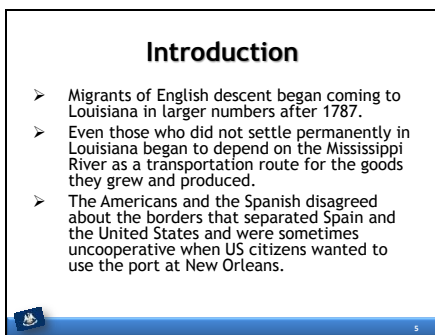 Introduction
➢ Migrants of English descent began coming to
Louisiana in larger numbers after 1787.
➢ Even those who did not settle permanently in
Louisiana began to depend on the Mississippi
River as a transportation route for the goods
they grew and produced.
➢ The Americans and the Spanish disagreed
about the borders that separated Spain and
the United States and were sometimes
uncooperative when US citizens wanted to
use the port at New Orleans.
5